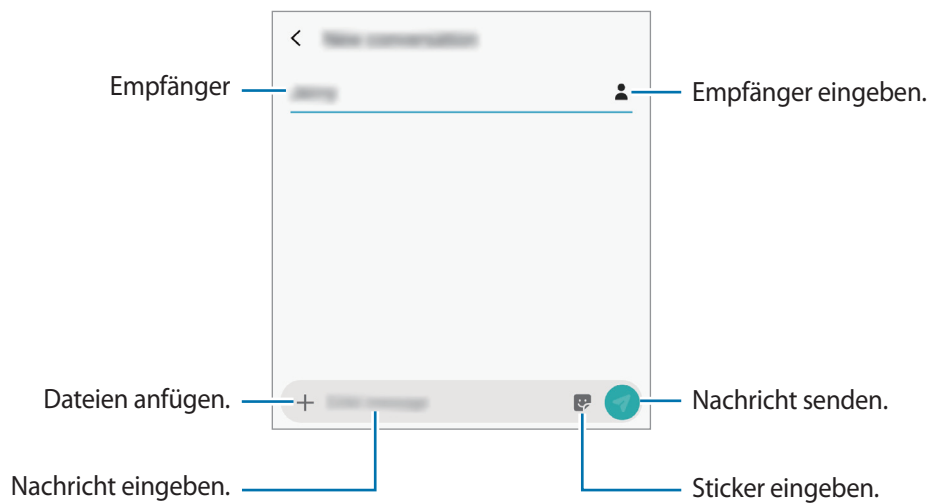 Empfänger
Empfänger eingeben.
Dateien anfügen.
Nachricht senden.
Nachricht eingeben.
Sticker eingeben.